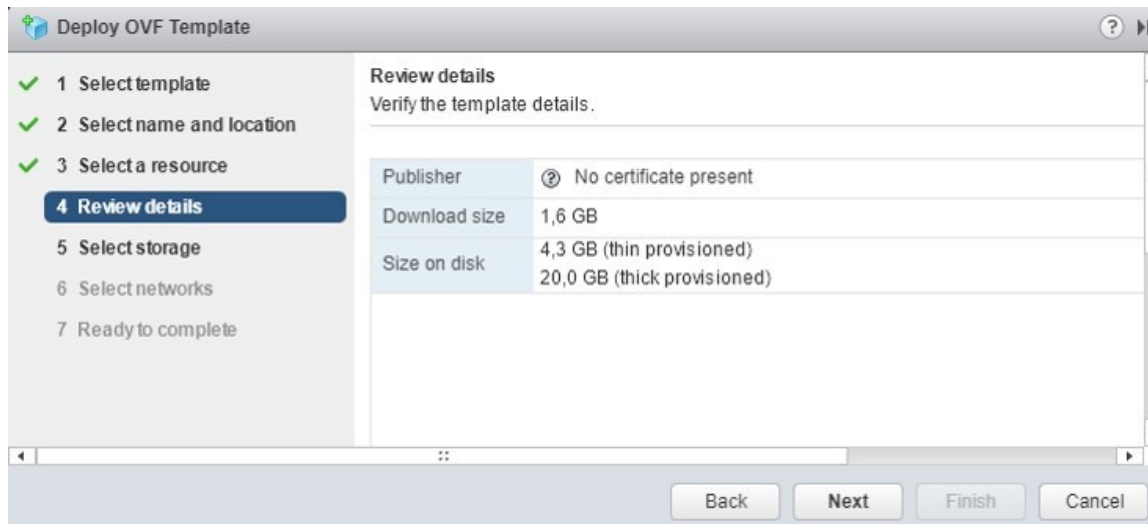 Deploy OVF Template
1 Select template
2 Select name and location
3 Select a resource
4 Review details
5 Select storage
6 Select networks
7 Ready to complete
Review details
Verify the template details.
Publisher
No certificate present
Download size
1,6 GB
Size on disk
4,3 GB (thin provisioned)
20,0 GB (thick provisioned)
Back
Next
Finish
Cancel